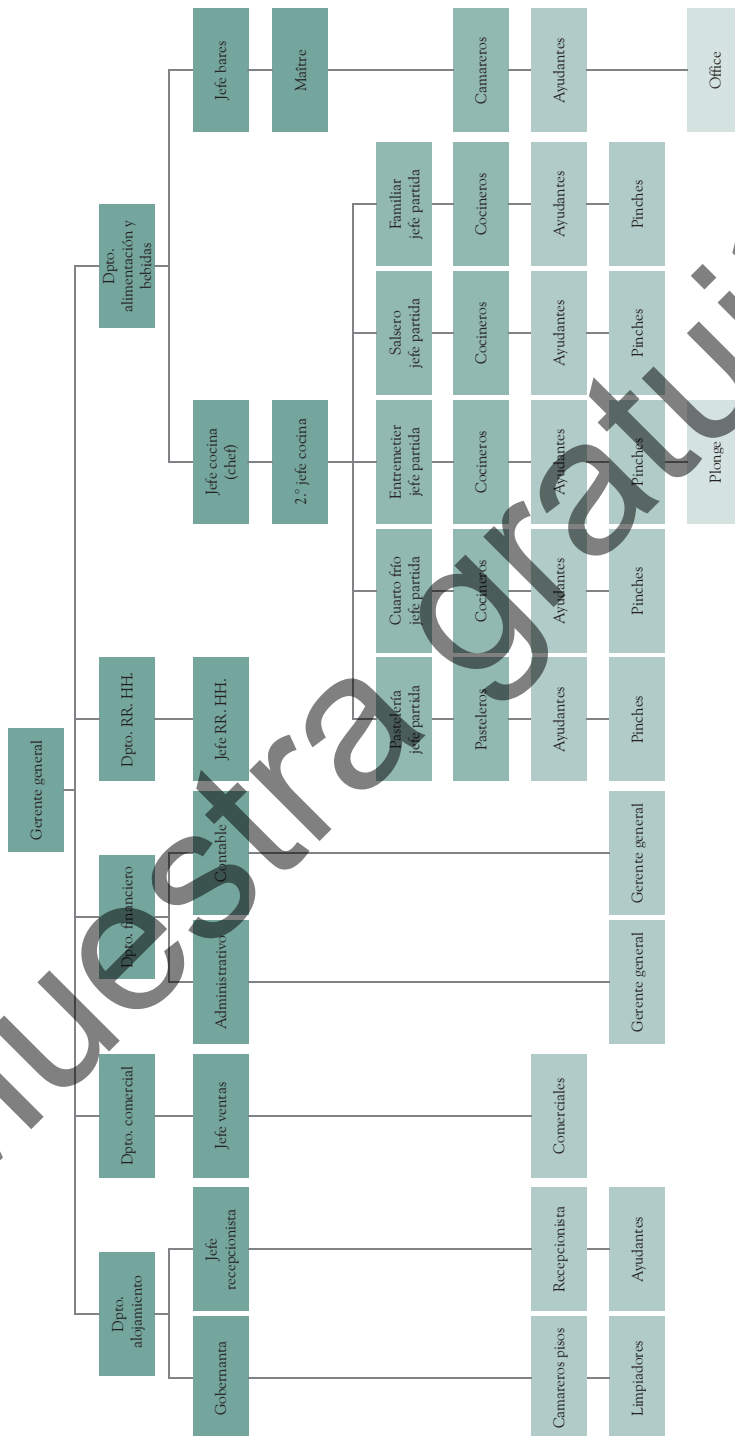 Gerente general
Dpto.
alojamiento
Dpto. comercial
Dpto. financiero
Dpto. RR. HH.
Dpto.
alimentación y
bebidas
Gobernanta
Jefe
recepcionista
Jefe ventas
Administrativo
Contable
Jefe RR. HH.
Jefe cocina
(chef)
Jefe bares
2.º jefe cocina
Maître
Pastelería
jefe partida
Cuarto frío
jefe partida
Entremetier
jefe partida
Salsero
jefe partida
Familiar
jefe partida
Pasteleros
Cocineros
Cocineros
Cocineros
Cocineros
Camareros
Camareros pisos
Recepcionista
Comerciales
Ayudantes
Ayudantes
Ayudantes
Ayudantes
Ayudantes
Ayudantes
Limpiadores
Ayudantes
Gerente general
Gerente general
Pinches
Pinches
Pinches
Pinches
Pinches
Plonge
Office